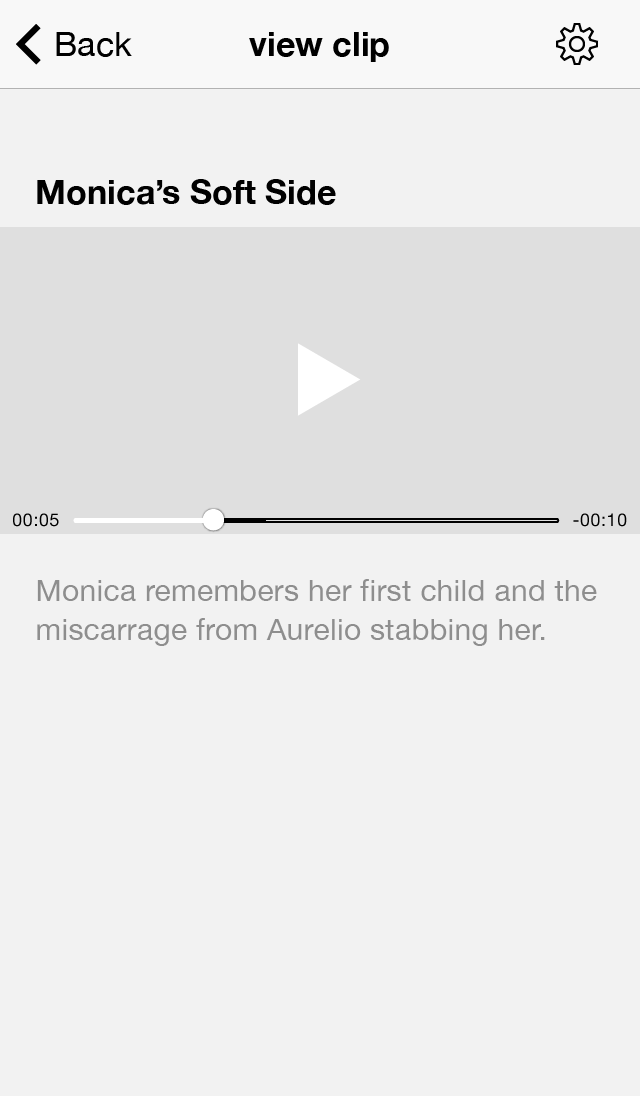 Back
view clip
Monica’s Soft Side
00:05
-00:10
Monica remembers her first child and the
miscarrage from Aurelio stabbing her.